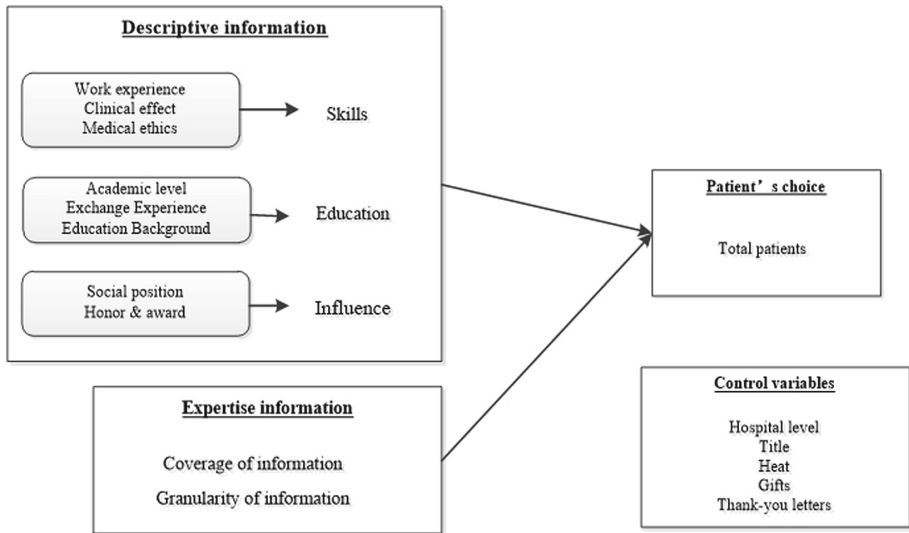 Descriptive information
Work experience
Clinical effect
Medical ethics
Skills
Academic level
Exchange Experience
Education Background
Education
Social position
Honor & award
Influence
Expertise information
Coverage of information
Granularity of information
Patient’s choice
Total patients
Control variables
Hospital level
Title
Heat
Gifts
Thank-you letters